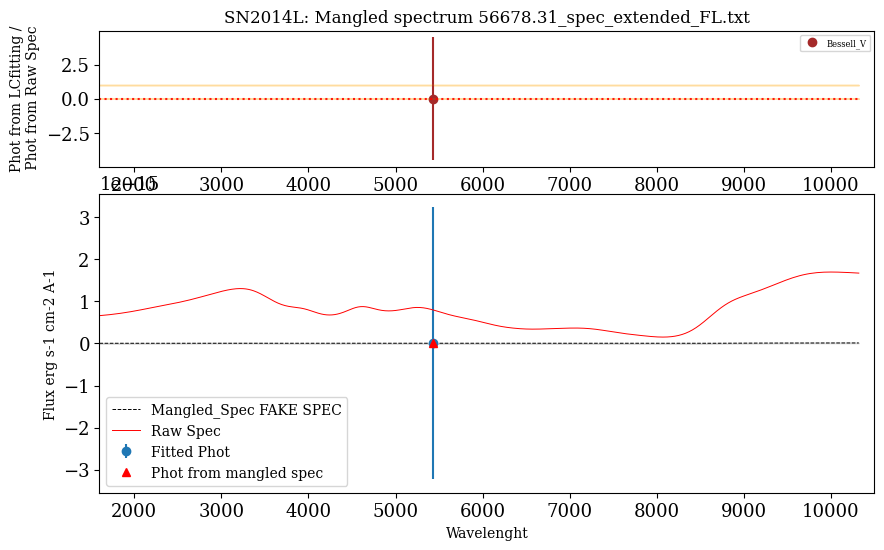 SN2014L: Mangled spectrum 56678.31_spec_extended_FL.txt
Phot from LCfitting /
Phot from Raw Spec
2.5
0.0
−2.5
Bessell_V
2000 3000 4000 5000 6000 7000 8000 9000 10000
1e−15
Flux erg s-1 cm-2 A-1
3
2
1
0
−1
−2
−3
Mangled_Spec FAKE SPEC
Raw Spec
Fitted Phot
Phot from mangled spec
2000 3000 4000 5000 6000 7000 8000 9000 10000
Wavelenght